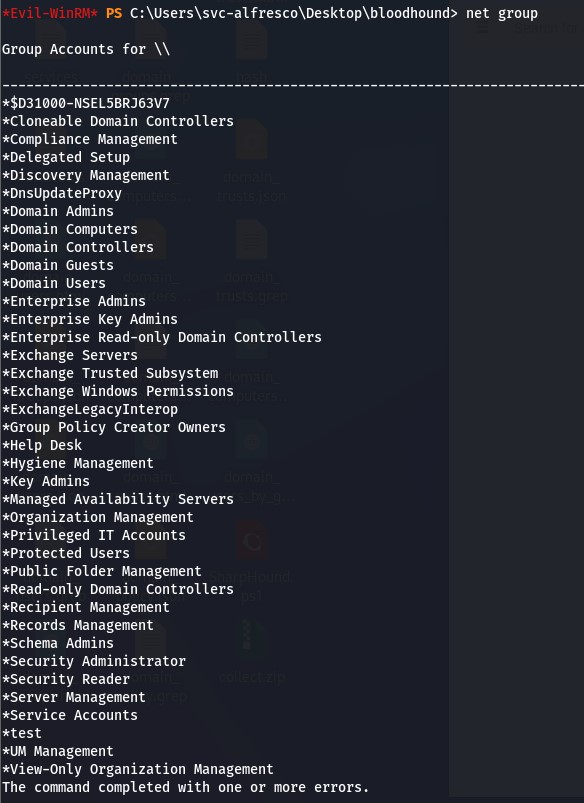 *Evil-WinRM* PS C:\Users\svc-alfresco\Desktop\bloodhound> net group
Group Accounts for \\
-------------------------------------------------------------------------------
*$D31000-NSEL5BRJ63V7
*Cloneable Domain Controllers
*Compliance Management
*Delegated Setup
*Discovery Management
*DnsUpdateProxy
*Domain Admins
*Domain Computers
*Domain Controllers
*Domain Guests
*Domain Users
*Enterprise Admins
*Enterprise Key Admins
*Enterprise Read-only Domain Controllers
*Exchange Servers
*Exchange Trusted Subsystem
*Exchange Windows Permissions
*ExchangeLegacyInterop
*Group Policy Creator Owners
*Help Desk
*Hygiene Management
*Key Admins
*Managed Availability Servers
*Organization Management
*Privileged IT Accounts
*Protected Users
*Public Folder Management
*Read-only Domain Controllers
*Recipient Management
*Records Management
*Schema Admins
*Security Administrator
*Security Reader
*Server Management
*Service Accounts
*test
*UM Management
*View-Only Organization Management
The command completed with one or more errors.